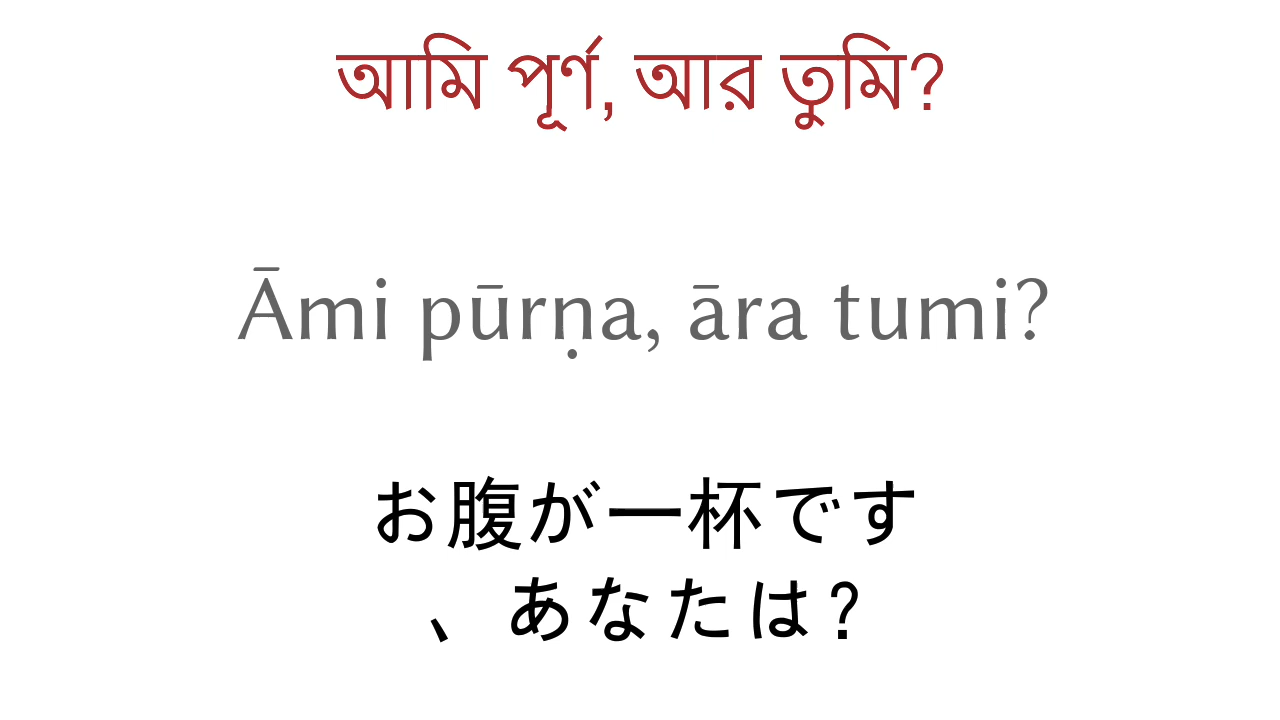 আমি পূর্ণ, আর তুমি?
Āmi pūrṇa, āra tumi?
お腹が一杯です
、あなたは?